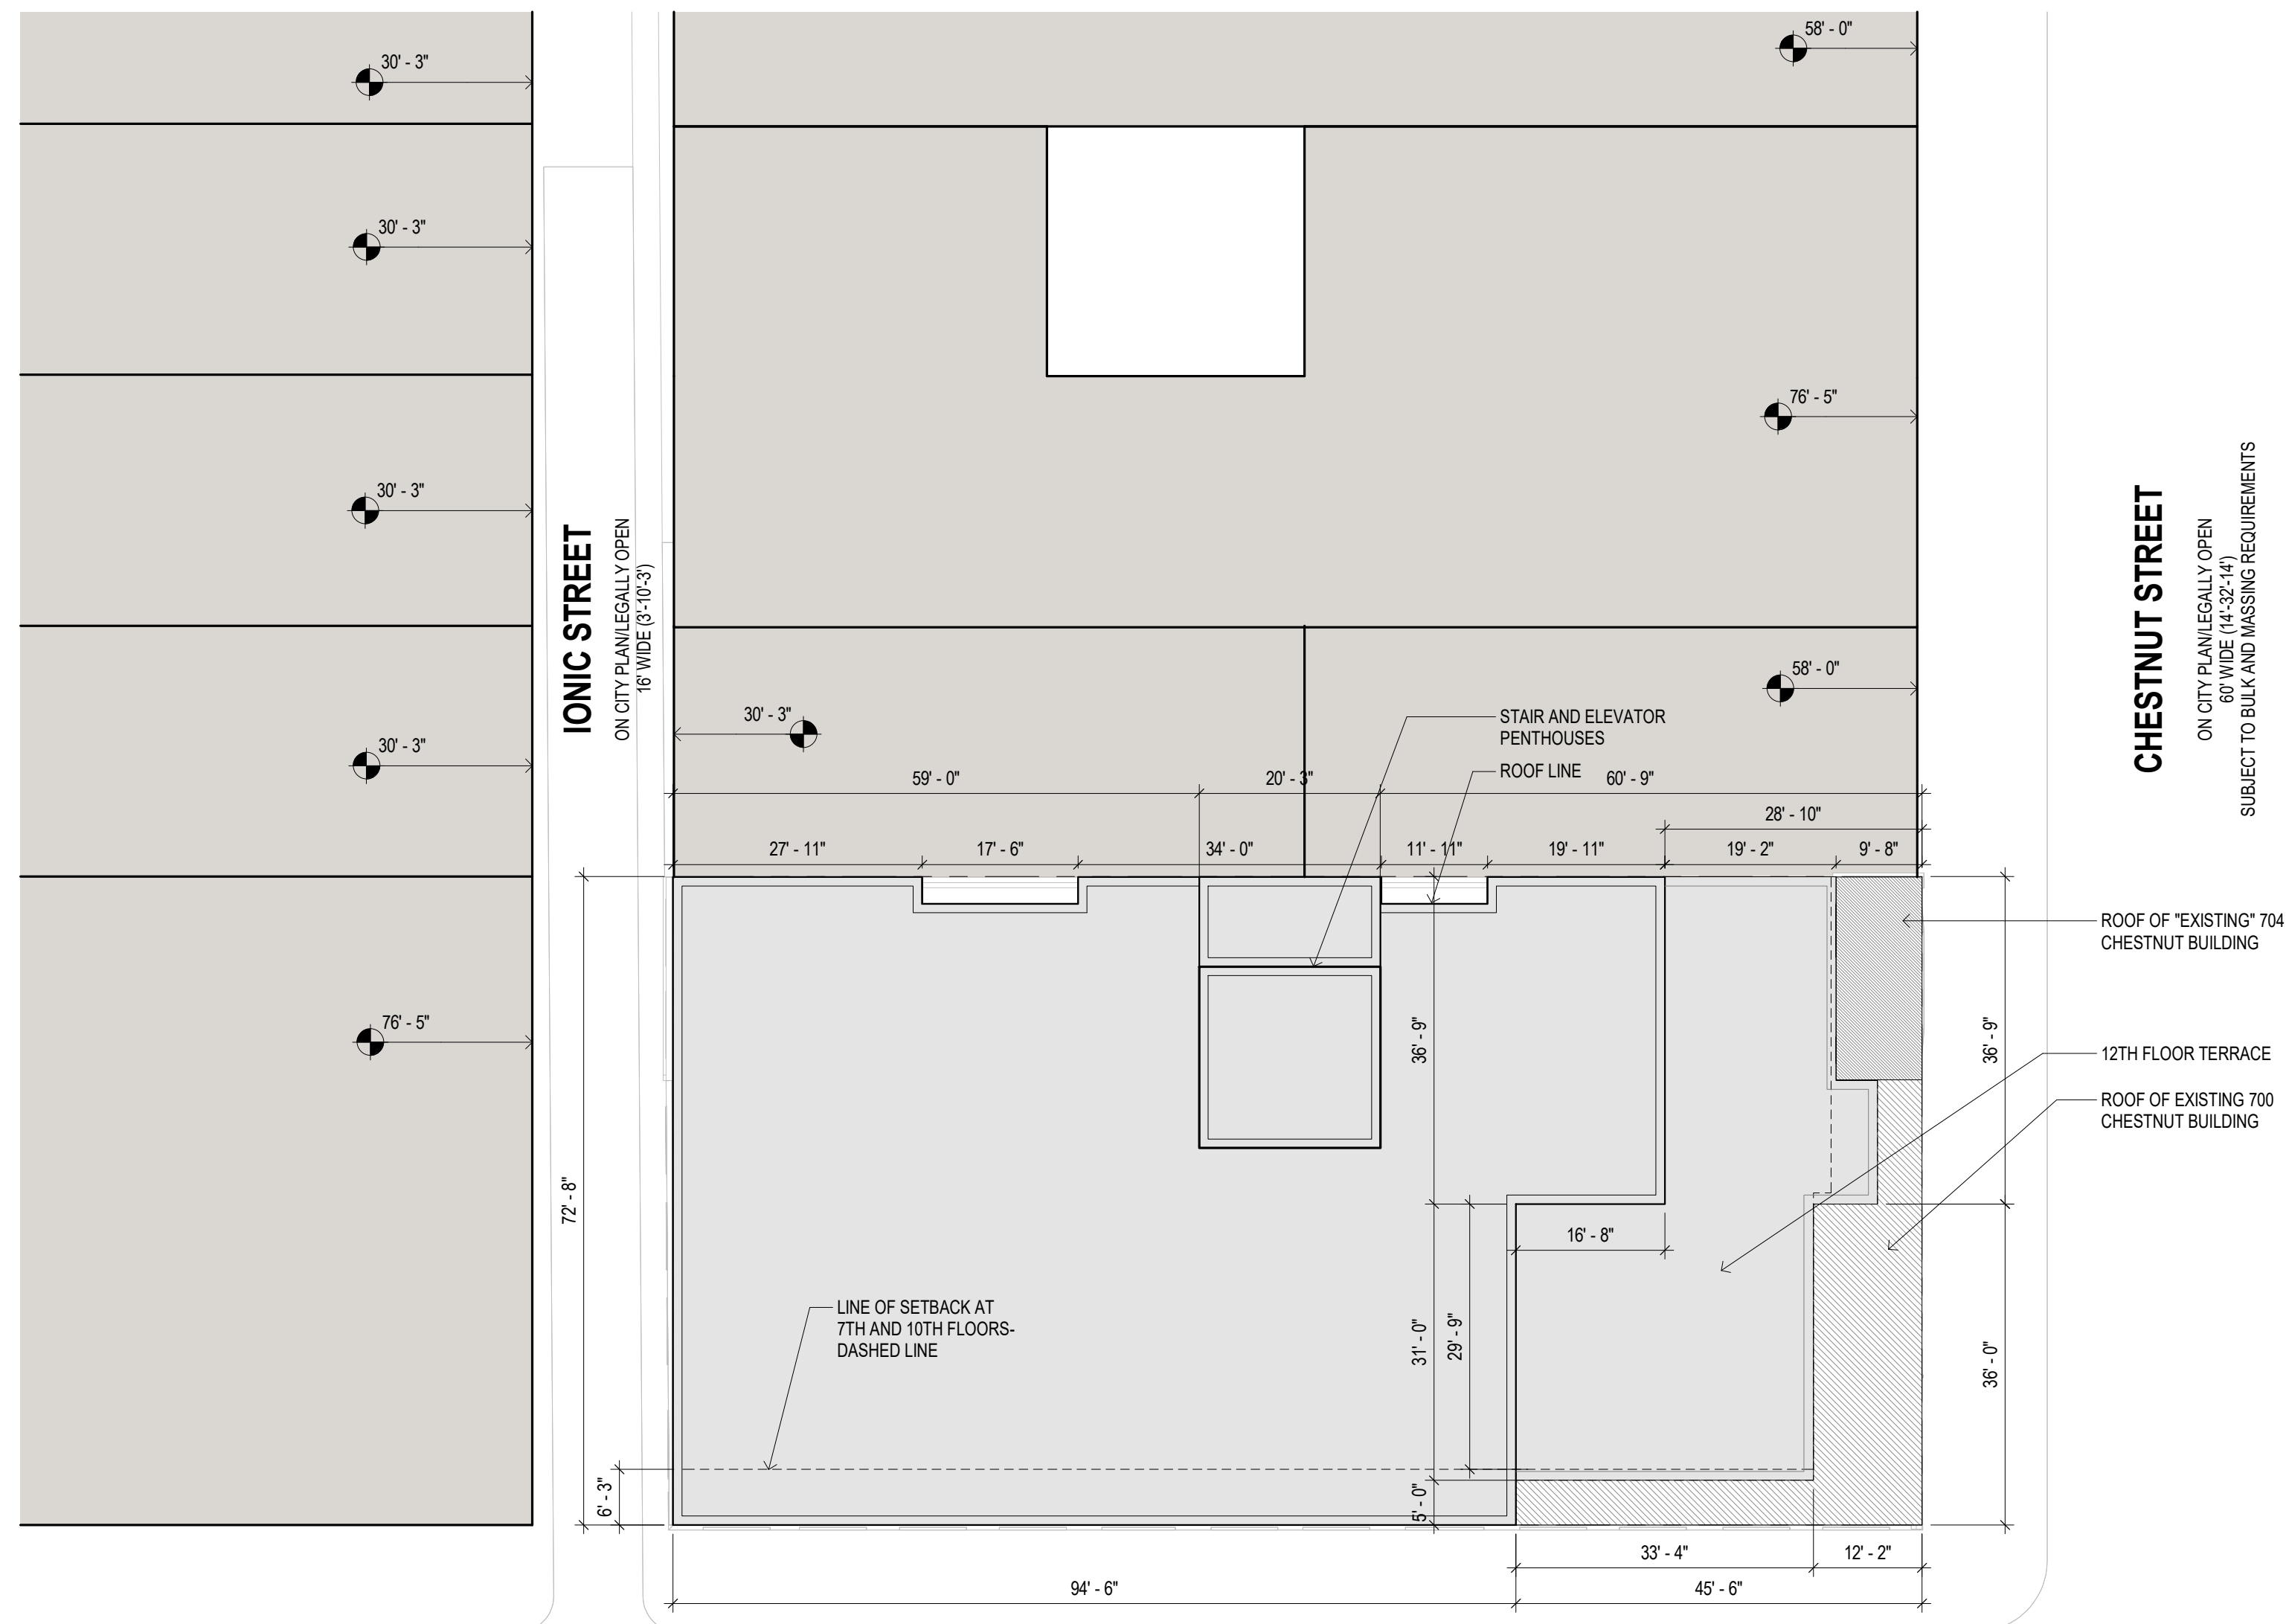 58' - 0"
30' - 3"
30' - 3"
76' - 5"
30' - 3"
IONIC STREET
ON CITY PLAN/LEGALLY OPEN
16' WIDE (3'-10'-3')
CHESTNUT STREET
ON CITY PLAN/LEGALLY OPEN
60' WIDE (14'-32'-14')
SUBJECT TO BULK AND MASSING REQUIREMENTS
58' - 0"
30' - 3"
30' - 3"
STAIR AND ELEVATOR
PENTHOUSES
ROOF LINE
59' - 0"
20' - 3"
60' - 9"
28' - 10"
27' - 11"
17' - 6"
34' - 0"
11' - 11"
19' - 11"
19' - 2"
9' - 8"
ROOF OF "EXISTING" 704
CHESTNUT BUILDING
76' - 5"
36' - 9"
36' - 9"
12TH FLOOR TERRACE
ROOF OF EXISTING 700
CHESTNUT BUILDING
72' - 8"
16' - 8"
LINE OF SETBACK AT
7TH AND 10TH FLOORS-
DASHED LINE
31' - 0"
29' - 9"
36' - 0"
6' - 3"
5' - 0"
33' - 4"
12' - 2"
94' - 6"
45' - 6"